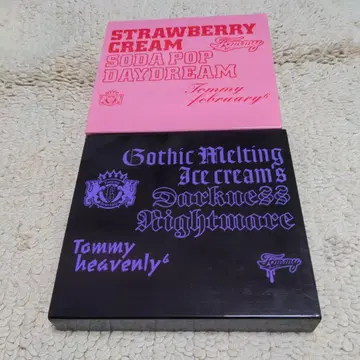 STRAWBERRY
CREAM
SODA POP
DAYDREAM
Tommy
Tommy
february⁶
Gothic Melting
Ice cream's
Darkness
Nightmare
Tommy
heavenly⁶
Tommy